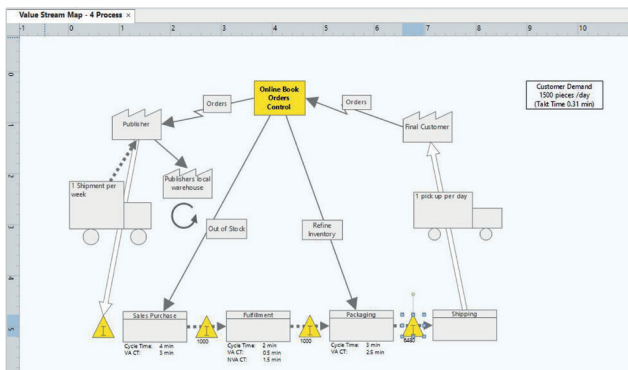 Value Stream Map - 4 Process ×
-1 0 1 2 3 4 5 6 7 8 9 10
0
1
2
3
4
5
Online Book
Orders
Control
Customer Demand
1500 pieces /day
(Takt Time 0.31 min)
Orders
Orders
Publisher
Final Customer
Publishers local
warehouse
1 Shipment per
week
1 pick up per day
Out of Stock
Refine
Inventory
Sales Purchase
Fulfillment
Packaging
Shipping
I
I
I
I
1000
1000
Cycle Time: 4 min
VA CT: 3 min
Cycle Time: 2 min
VA CT: 0.5 min
NVA CT: 1.5 min
Cycle Time: 3 min
VA CT: 2.5 min